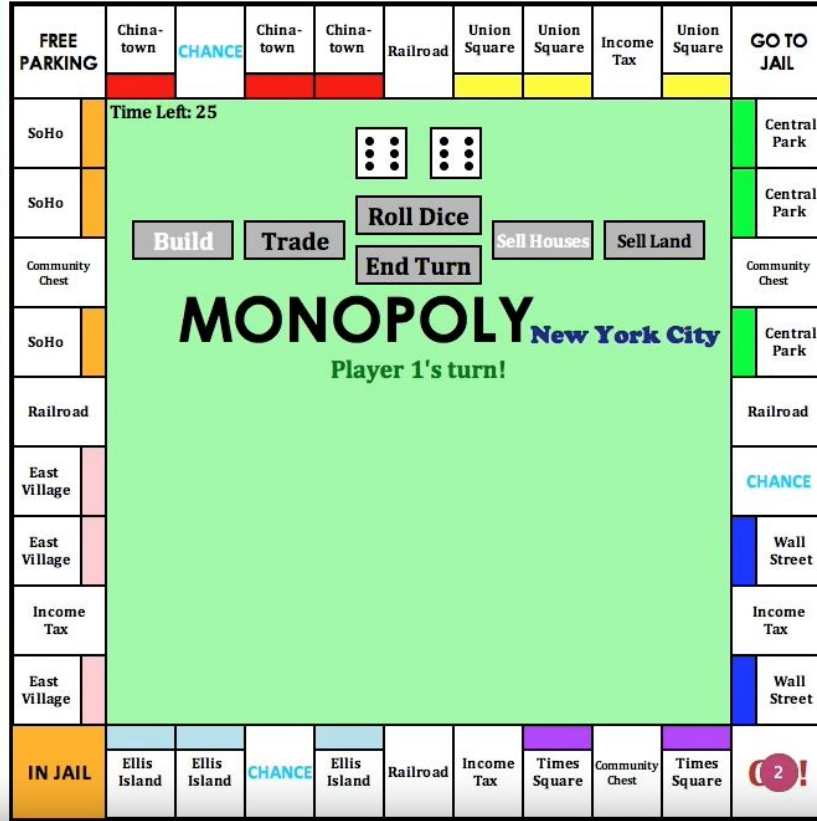 FREE
PARKING
China-
town
CHANCE
China-
town
China-
town
Railroad
Union
Square
Union
Square
Income
Tax
Union
Square
GO TO
JAIL
SoHo
SoHo
Community
Chest
SoHo
Railroad
East
Village
East
Village
Income
Tax
East
Village
Time Left: 25
Roll Dice
Build
Trade
Sell Houses
Sell Land
End Turn
MONOPOLY
New York City
Player 1's turn!
Central
Park
Central
Park
Community
Chest
Central
Park
Railroad
CHANCE
Wall
Street
Income
Tax
Wall
Street
IN JAIL
Ellis
Island
Ellis
Island
CHANCE
Ellis
Island
Railroad
Income
Tax
Times
Square
Community
Chest
Times
Square
2
!